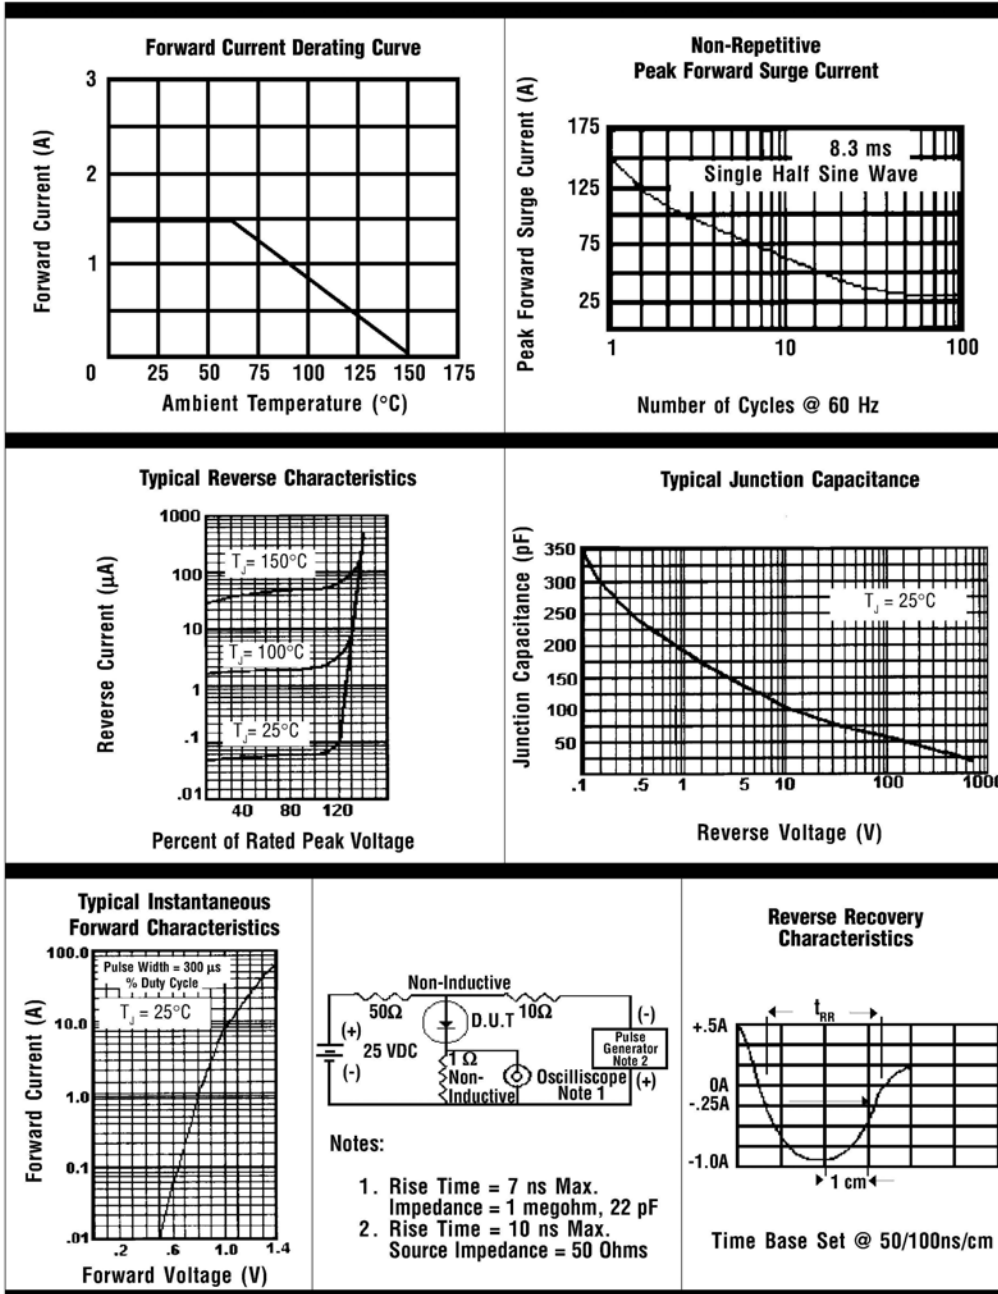 Forward Current Derating Curve
Forward Current (A)
3
2
1
0 25 50 75 100 125 150 175
Ambient Temperature (°C)
Non-Repetitive
Peak Forward Surge Current
Peak Forward Surge Current (A)
175
125
75
25
8.3 ms
Single Half Sine Wave
1 10 100
Number of Cycles @ 60 Hz
Typical Reverse Characteristics
Reverse Current (µA)
1000
100
10
1
.1
.01
TJ= 150°C
TJ= 100°C
TJ= 25°C
40 80 120
Percent of Rated Peak Voltage
Typical Junction Capacitance
Junction Capacitance (pF)
350
300
250
200
150
100
50
TJ = 25°C
.1 .5 1 5 10 100 1000
Reverse Voltage (V)
Typical Instantaneous
Forward Characteristics
Forward Current (A)
100.0
10.0
1.0
0.1
.01
Pulse Width = 300 µs
% Duty Cycle
TJ = 25°C
.2 .6 1.0 1.4
Forward Voltage (V)
Non-Inductive
50Ω 10Ω
D.U.T
(+)
25 VDC
(-)
1 Ω
Non-
Inductive
Oscilliscope
Note 1
(-)
Pulse
Generator
Note 2
(+)
Notes:
1. Rise Time = 7 ns Max.
Impedance = 1 megohm, 22 pF
2. Rise Time = 10 ns Max.
Source Impedance = 50 Ohms
Reverse Recovery
Characteristics
tRR
+.5A
0A
-.25A
-1.0A
1 cm
Time Base Set @ 50/100ns/cm